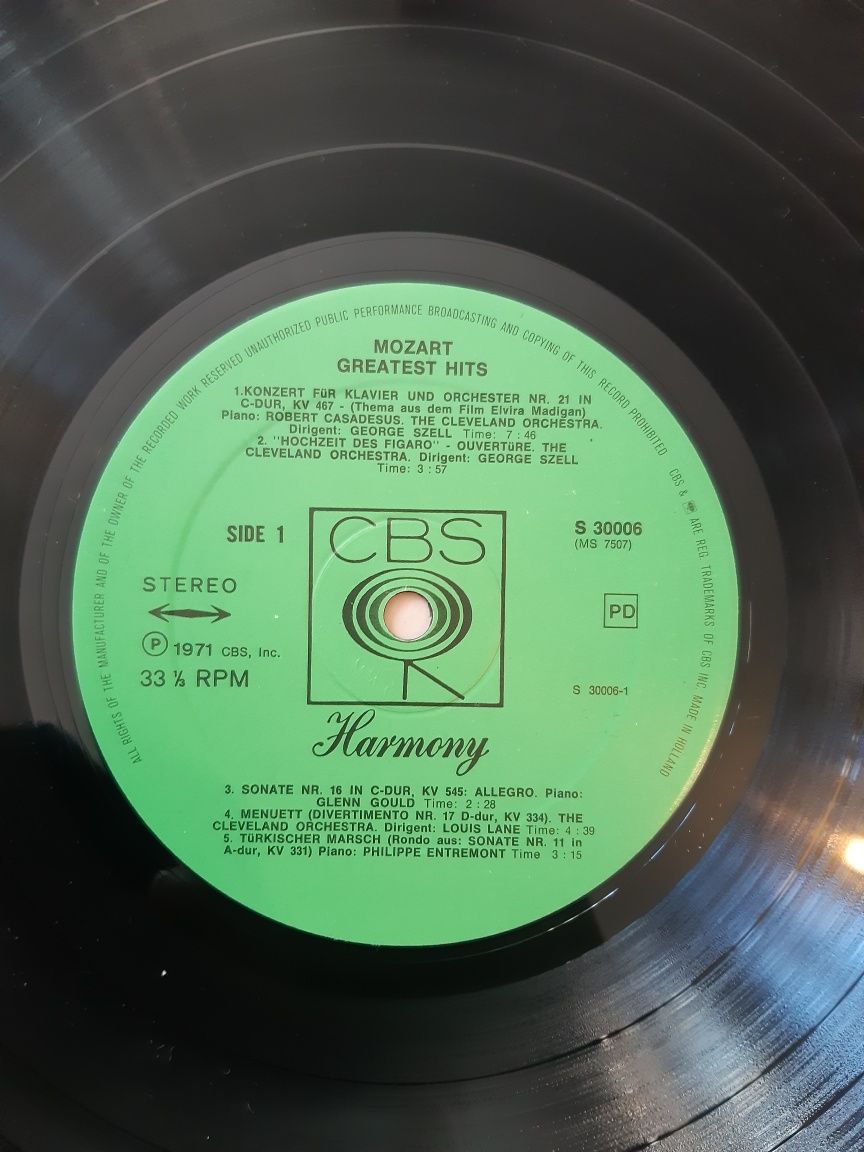 ALL RIGHTS OF THE MANUFACTURER AND OF THE OWNER OF THE RECORDED WORK RESERVED UNAUTHORIZED PUBLIC PERFORMANCE BROADCASTING AND COPYING OF THIS RECORD PROHIBITED CBS & ARE REG. TRADEMARKS OF CBS INC. MADE IN HOLLAND
MOZART
GREATEST HITS
1.KONZERT FüR KLAVIER UND ORCHESTER NR. 21 IN
C-DUR, KV 467 - (Thema aus dem Film Elvira Madigan)
Piano: ROBERT CASADESUS. THE CLEVELAND ORCHESTRA.
Dirigent: GEORGE SZELL Time: 7 : 46
2. "HOCHZEIT DES FIGARO" - OUVERTüRE. THE
CLEVELAND ORCHESTRA. Dirigent: GEORGE SZELL
Time: 3 : 57
SIDE 1
CBS
S 30006
(MS 7507)
STEREO
PD
P 1971 CBS, Inc.
33 ⅓ RPM
S 30006-1
Harmony
3. SONATE NR. 16 IN C-DUR, KV 545: ALLEGRO. Piano:
GLENN GOULD Time: 2 : 28
4. MENUETT (DIVERTIMENTO NR. 17 D-dur, KV 334). THE
CLEVELAND ORCHESTRA. Dirigent: LOUIS LANE Time: 4 : 39
5. TüRKISCHER MARSCH (Rondo aus: SONATE NR. 11 in
A-dur, KV 331) Piano: PHILIPPE ENTREMONT Time 3 : 15